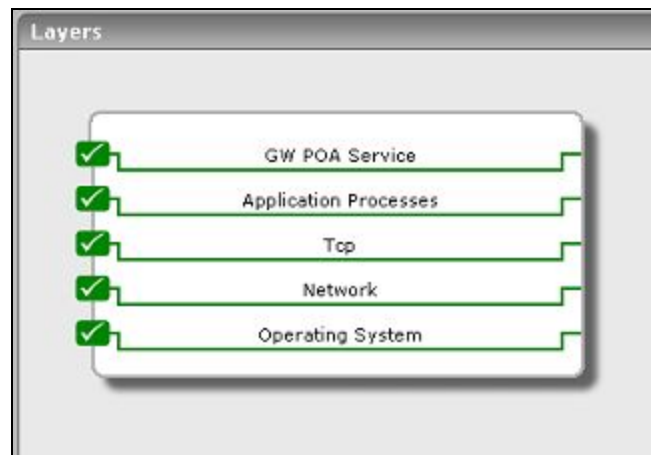 Layers
GW POA Service
Application Processes
Tcp
Network
Operating System